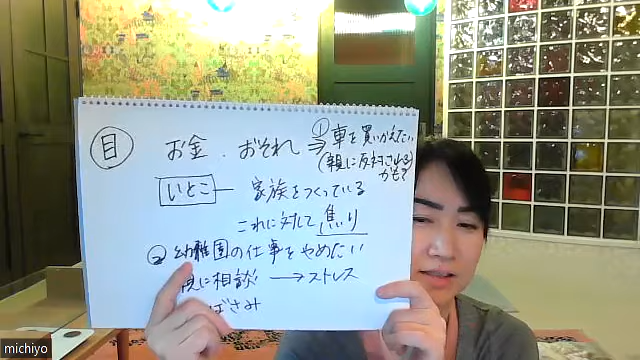 目 お金．おそれ ⇒ ①車を買いかえたい
(親に反対される
かも?
いとこ ― 家族をつくっている
これに対して焦り
② 幼稚園の仕事をやめたい
親に相談 → ストレス
ばさみ
michiyo